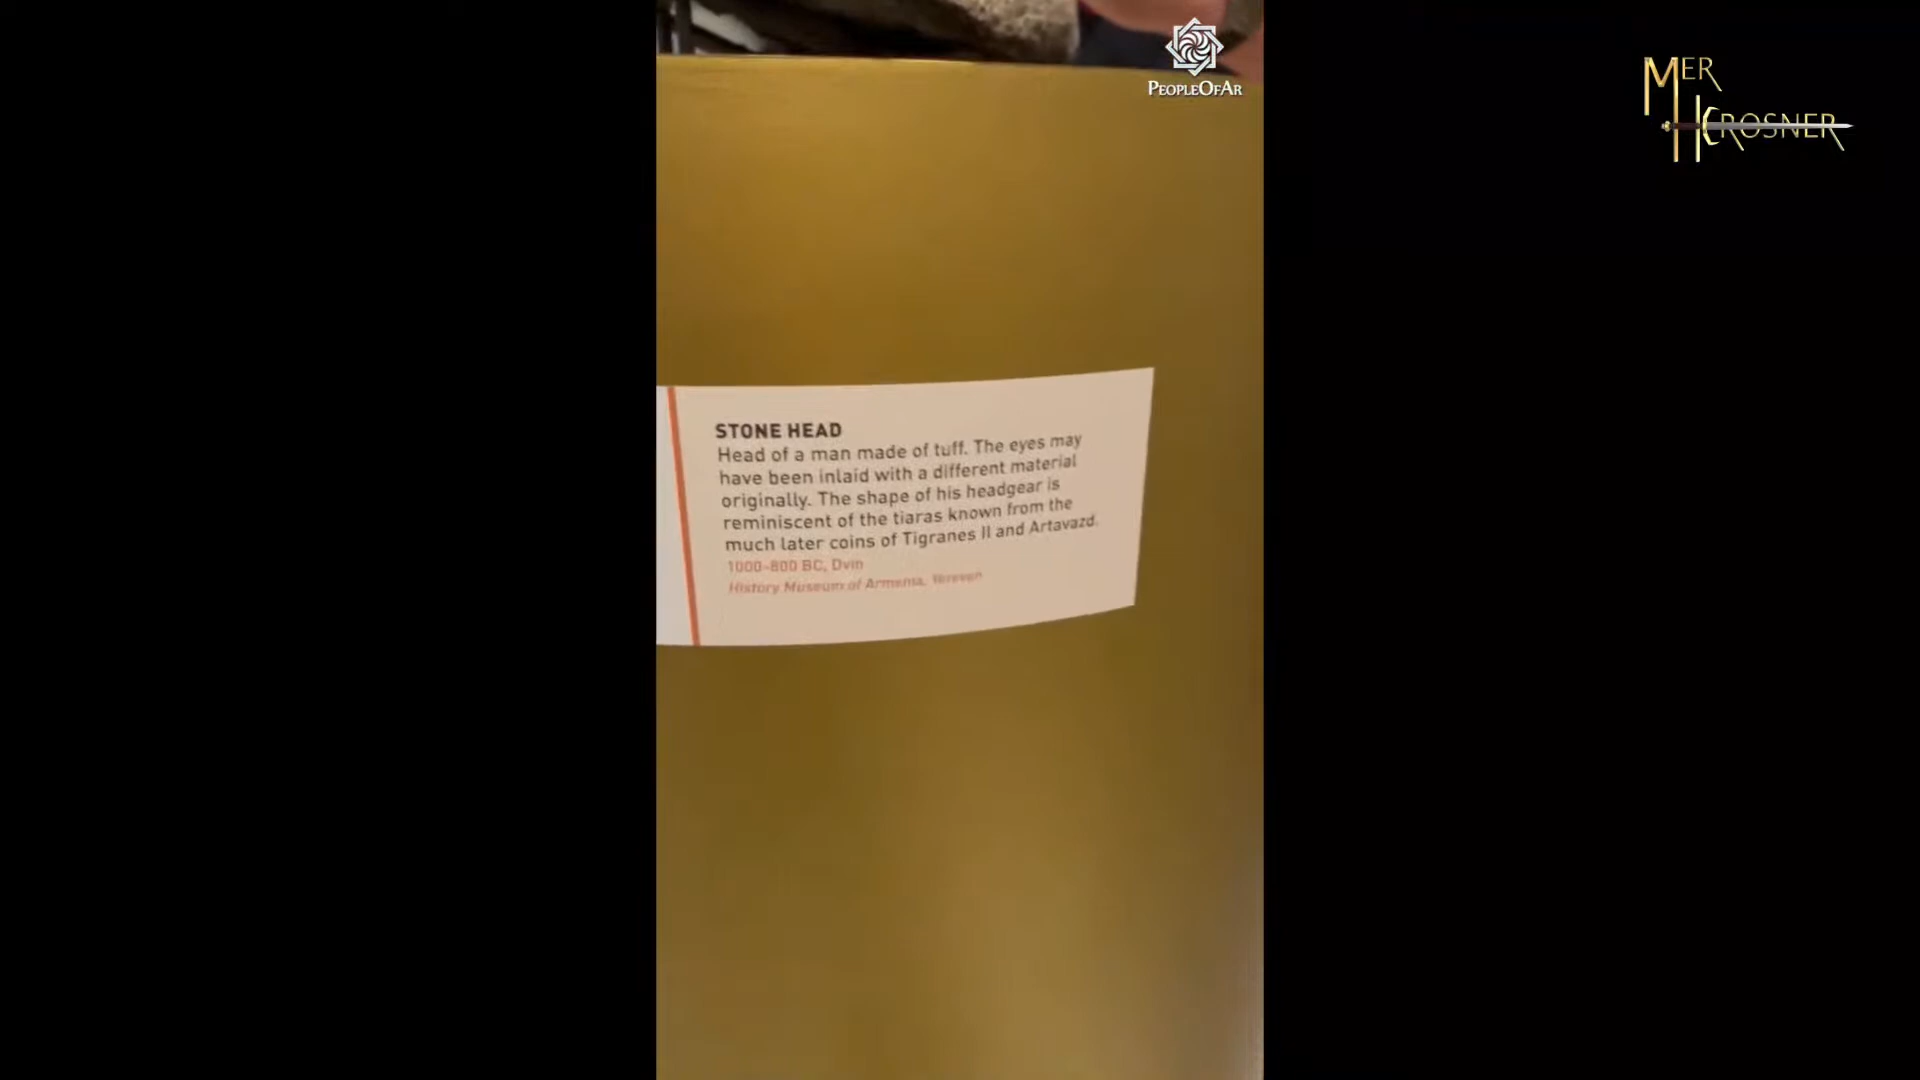 PEOPLEOFAR
MER
HEROSNER
STONE HEAD
Head of a man made of tuff. The eyes may
have been inlaid with a different material
originally. The shape of his headgear is
reminiscent of the tiaras known from the
much later coins of Tigranes II and Artavazd.
1000-800 BC, Dvin
History Museum of Armenia, Yerevan